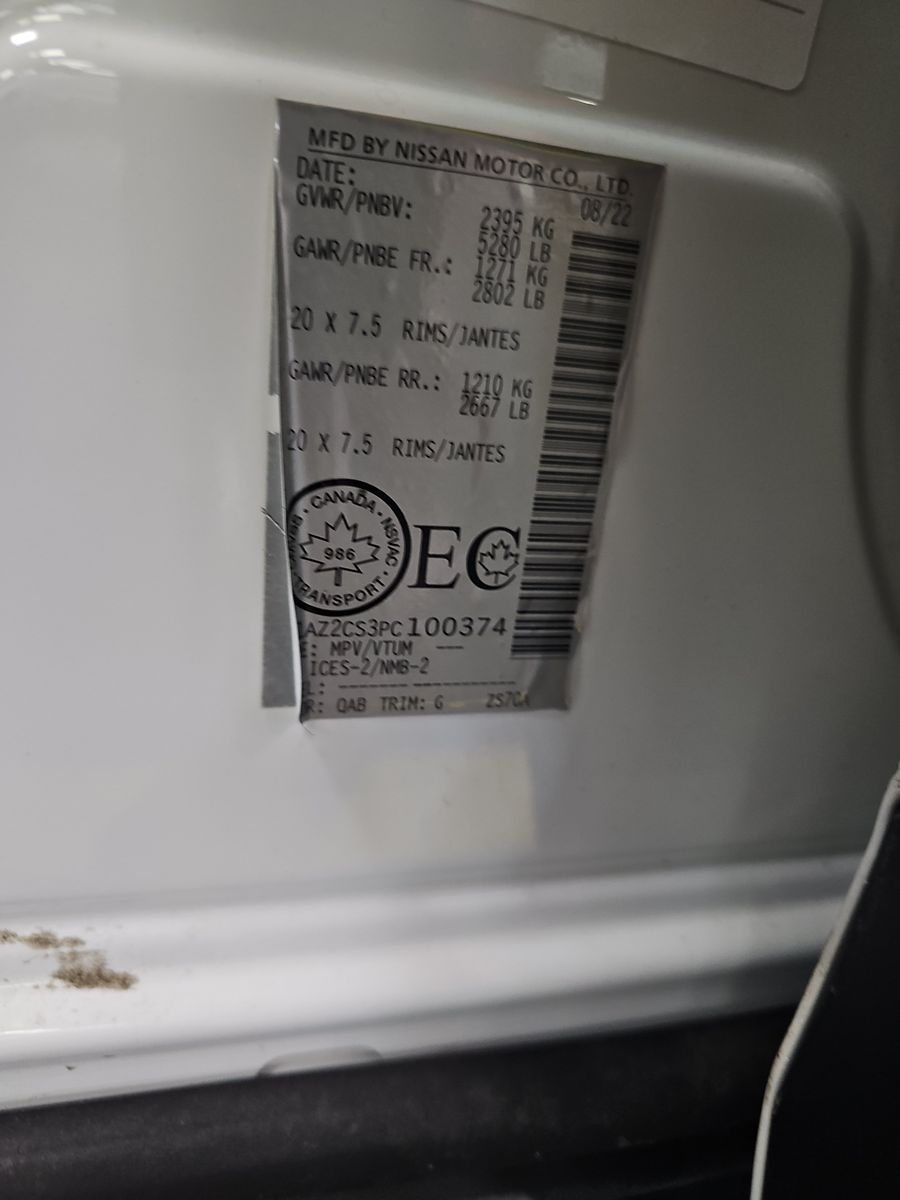 MFD BY NISSAN MOTOR CO., LTD.
DATE: 08/22
GVWR/PNBV: 2395 KG
5280 LB
GAWR/PNBE FR.: 1271 KG
2802 LB
20 X 7.5 RIMS/JANTES
GAWR/PNBE RR.: 1210 KG
2667 LB
20 X 7.5 RIMS/JANTES
CANADA · NSVAC ·
986
TRANSPORT
EC
AZ2CS3PC100374
: MPV/VTUM ---
ICES-2/NMB-2
L: ------- -----------
R: QAB TRIM: G